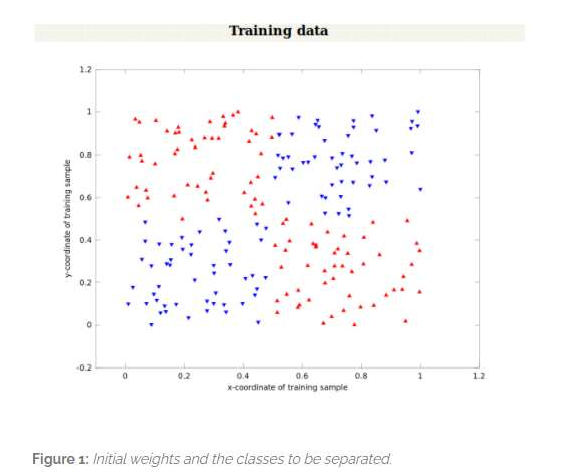 Training data
1.2
1
0.8
0.6
0.4
0.2
0
-0.2
y-coordinate of training sample
0 0.2 0.4 0.6 0.8 1 1.2
x-coordinate of training sample
Figure 1: Initial weights and the classes to be separated.